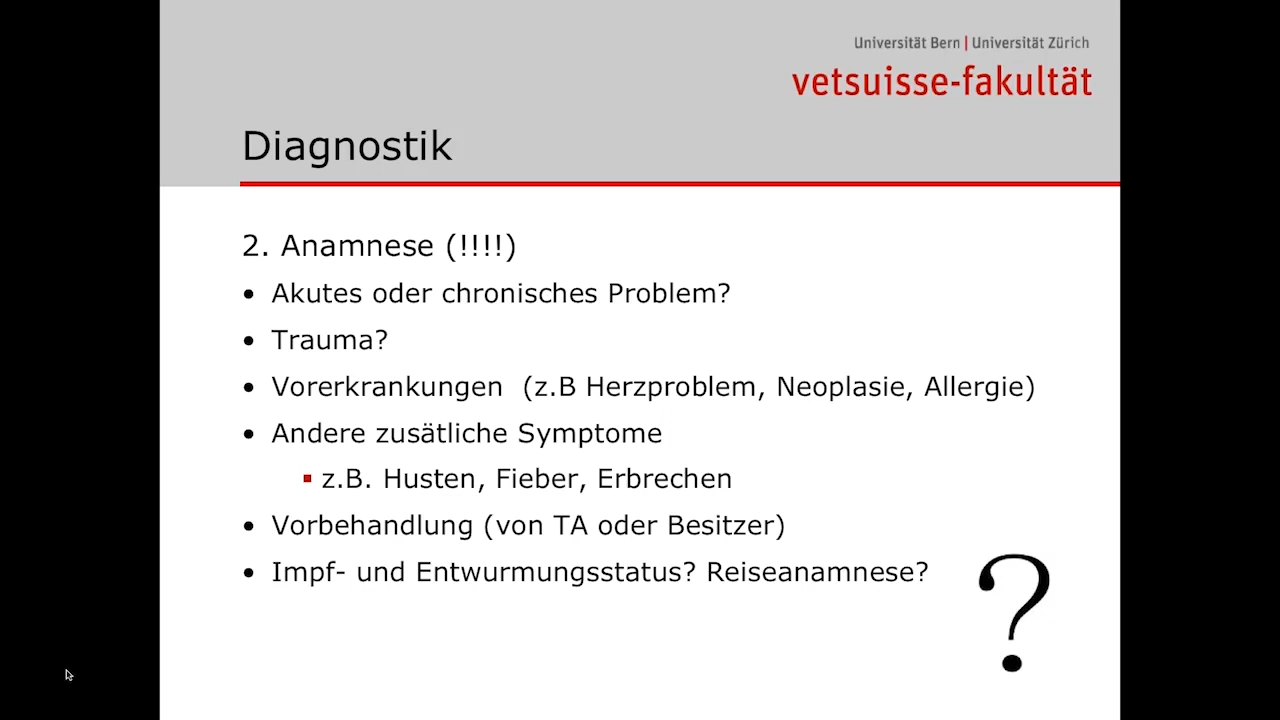 Universität Bern | Universität Zürich
vetsuisse-fakultät
Diagnostik
2. Anamnese (!!!!)
• Akutes oder chronisches Problem?
• Trauma?
• Vorerkrankungen (z.B Herzproblem, Neoplasie, Allergie)
• Andere zusätliche Symptome
▪ z.B. Husten, Fieber, Erbrechen
• Vorbehandlung (von TA oder Besitzer)
• Impf- und Entwurmungsstatus? Reiseanamnese?
?